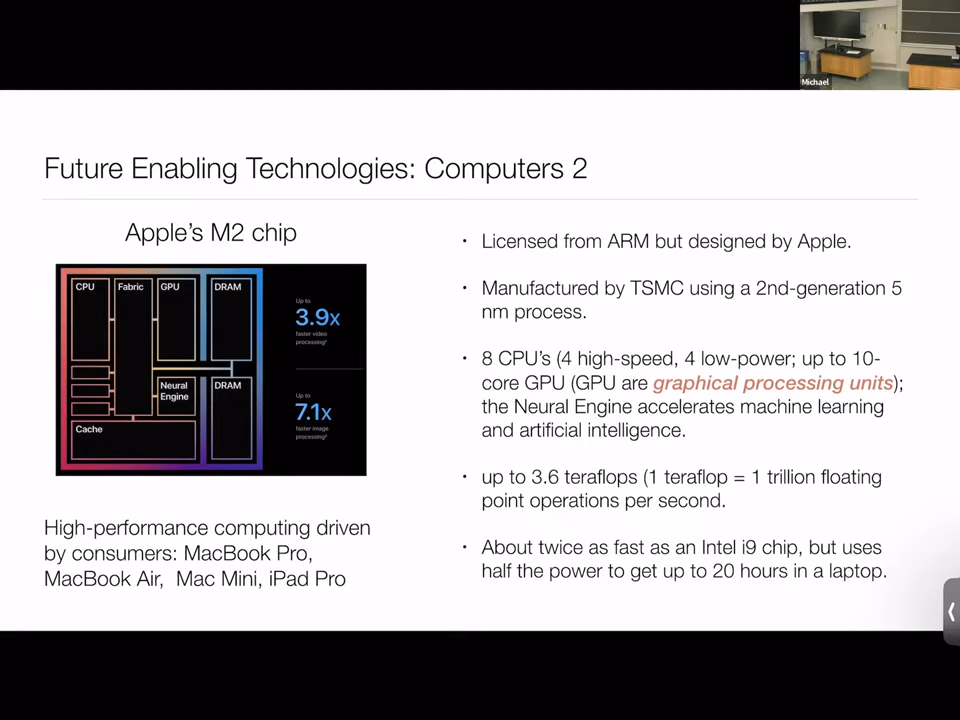 Michael
Future Enabling Technologies: Computers 2
Apple's M2 chip
CPU
Fabric
GPU
DRAM
Neural
Engine
DRAM
Cache
Up to
3.9x
faster video
processing
Up to
7.1x
faster image
processing
High-performance computing driven
by consumers: MacBook Pro,
MacBook Air, Mac Mini, iPad Pro
• Licensed from ARM but designed by Apple.
• Manufactured by TSMC using a 2nd-generation 5
nm process.
• 8 CPU's (4 high-speed, 4 low-power; up to 10-
core GPU (GPU are graphical processing units);
the Neural Engine accelerates machine learning
and artificial intelligence.
• up to 3.6 teraflops (1 teraflop = 1 trillion floating
point operations per second.
• About twice as fast as an Intel i9 chip, but uses
half the power to get up to 20 hours in a laptop.